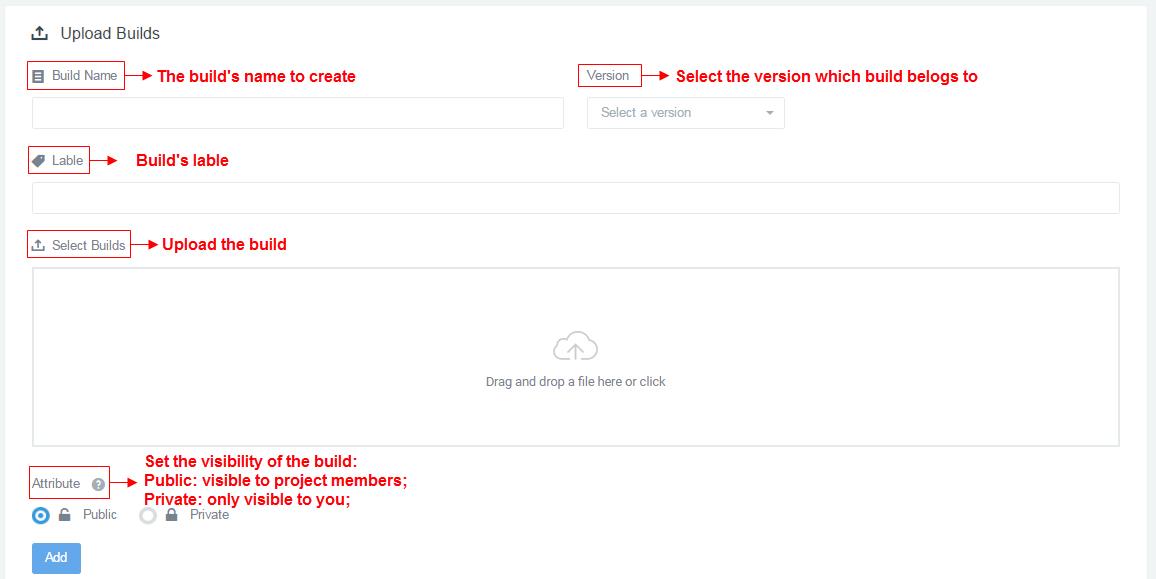 Upload Builds
Build Name The build's name to create Version Select the version which build belogs to
Select a version
Lable Build's lable
Select Builds Upload the build
Drag and drop a file here or click
Set the visibility of the build:
Attribute ? Public: visible to project members;
Private: only visible to you;
Public Private
Add